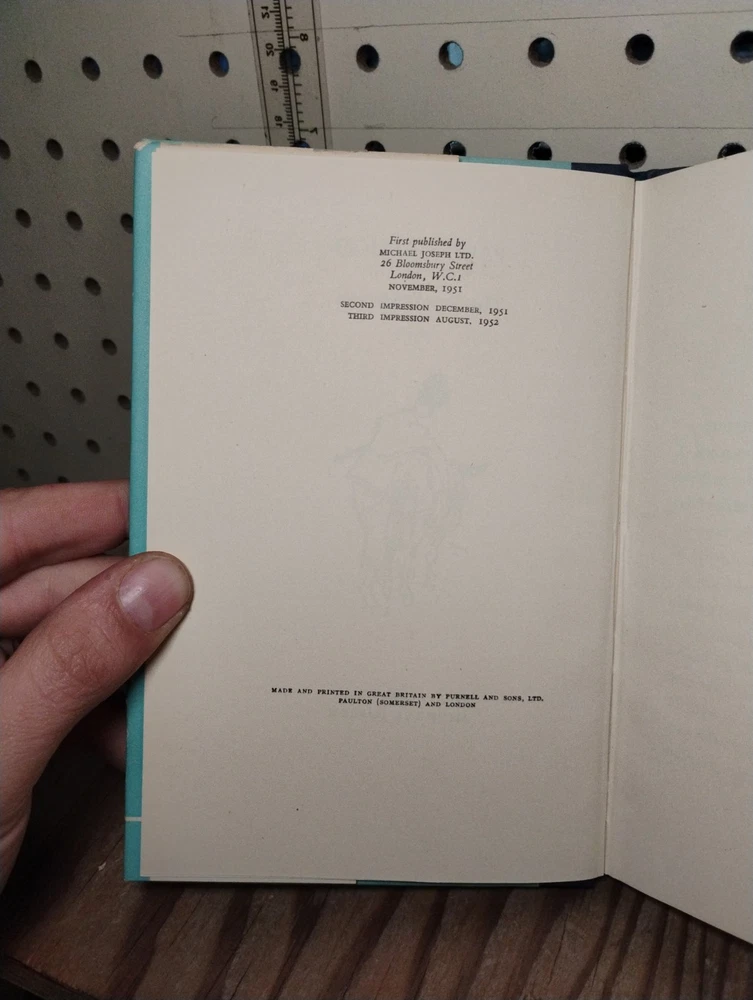 First published by
MICHAEL JOSEPH LTD.
26 Bloomsbury Street
London, W.C.1
NOVEMBER, 1951
SECOND IMPRESSION DECEMBER, 1951
THIRD IMPRESSION AUGUST, 1952
MADE AND PRINTED IN GREAT BRITAIN BY PURNELL AND SONS, LTD.
PAULTON (SOMERSET) AND LONDON